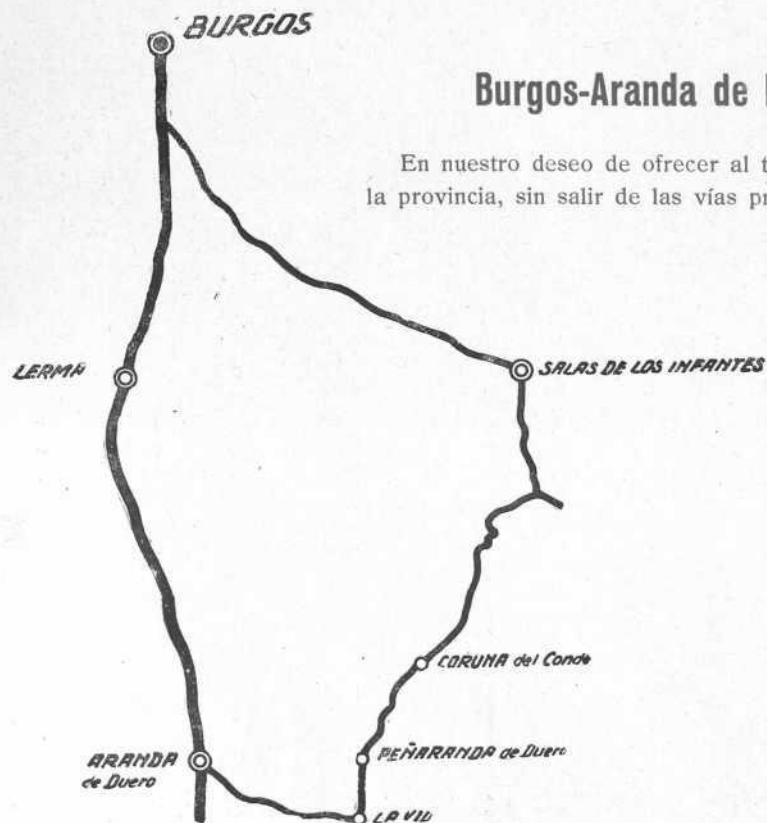 BURGOS
Burgos-Aranda de
En nuestro deseo de ofrecer al
la provincia, sin salir de las vías
LERMA
SALAS DE LOS INFANTES
CORUNA del Conde
ARANDA
de Duero
PEÑARANDA de Duero
LA VID